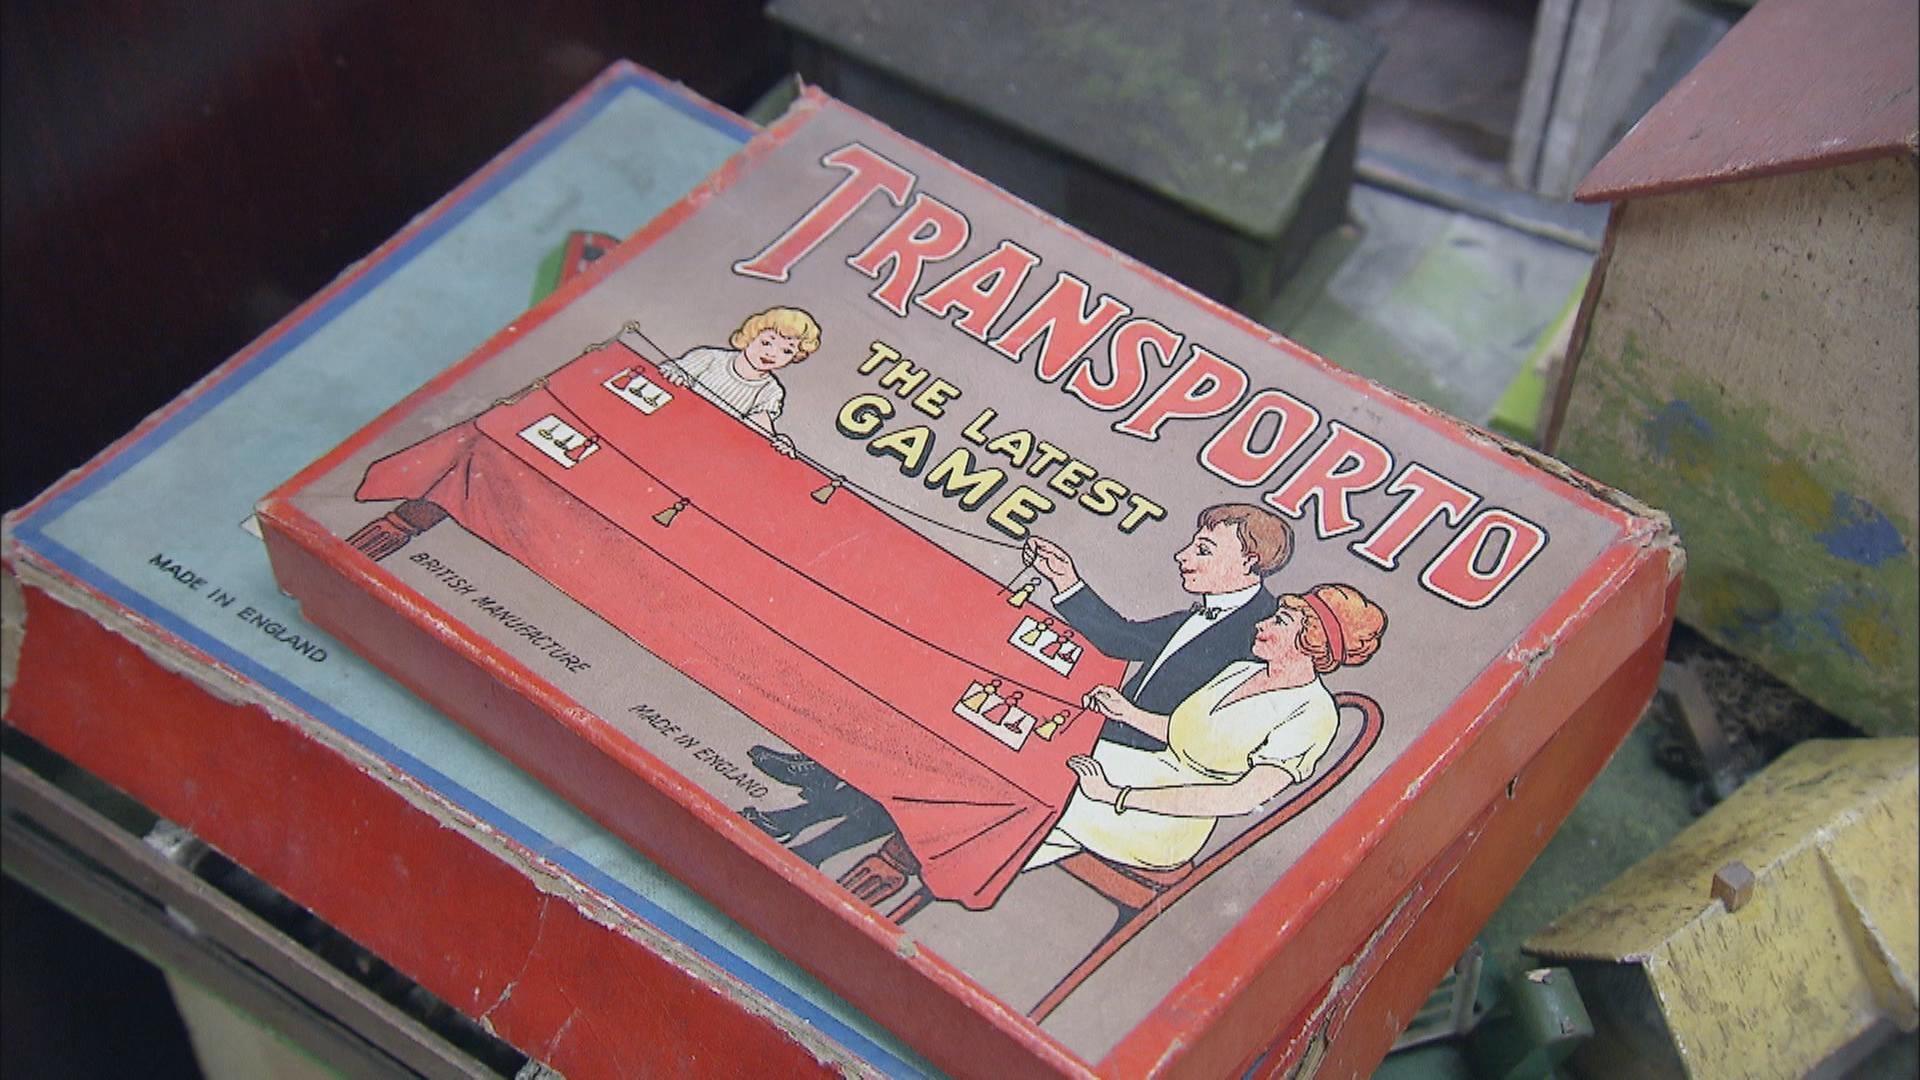 TRANSPORTO
THE LATEST
GAME
BRITISH MANUFACTURE
MADE IN ENGLAND
MADE IN ENGLAND